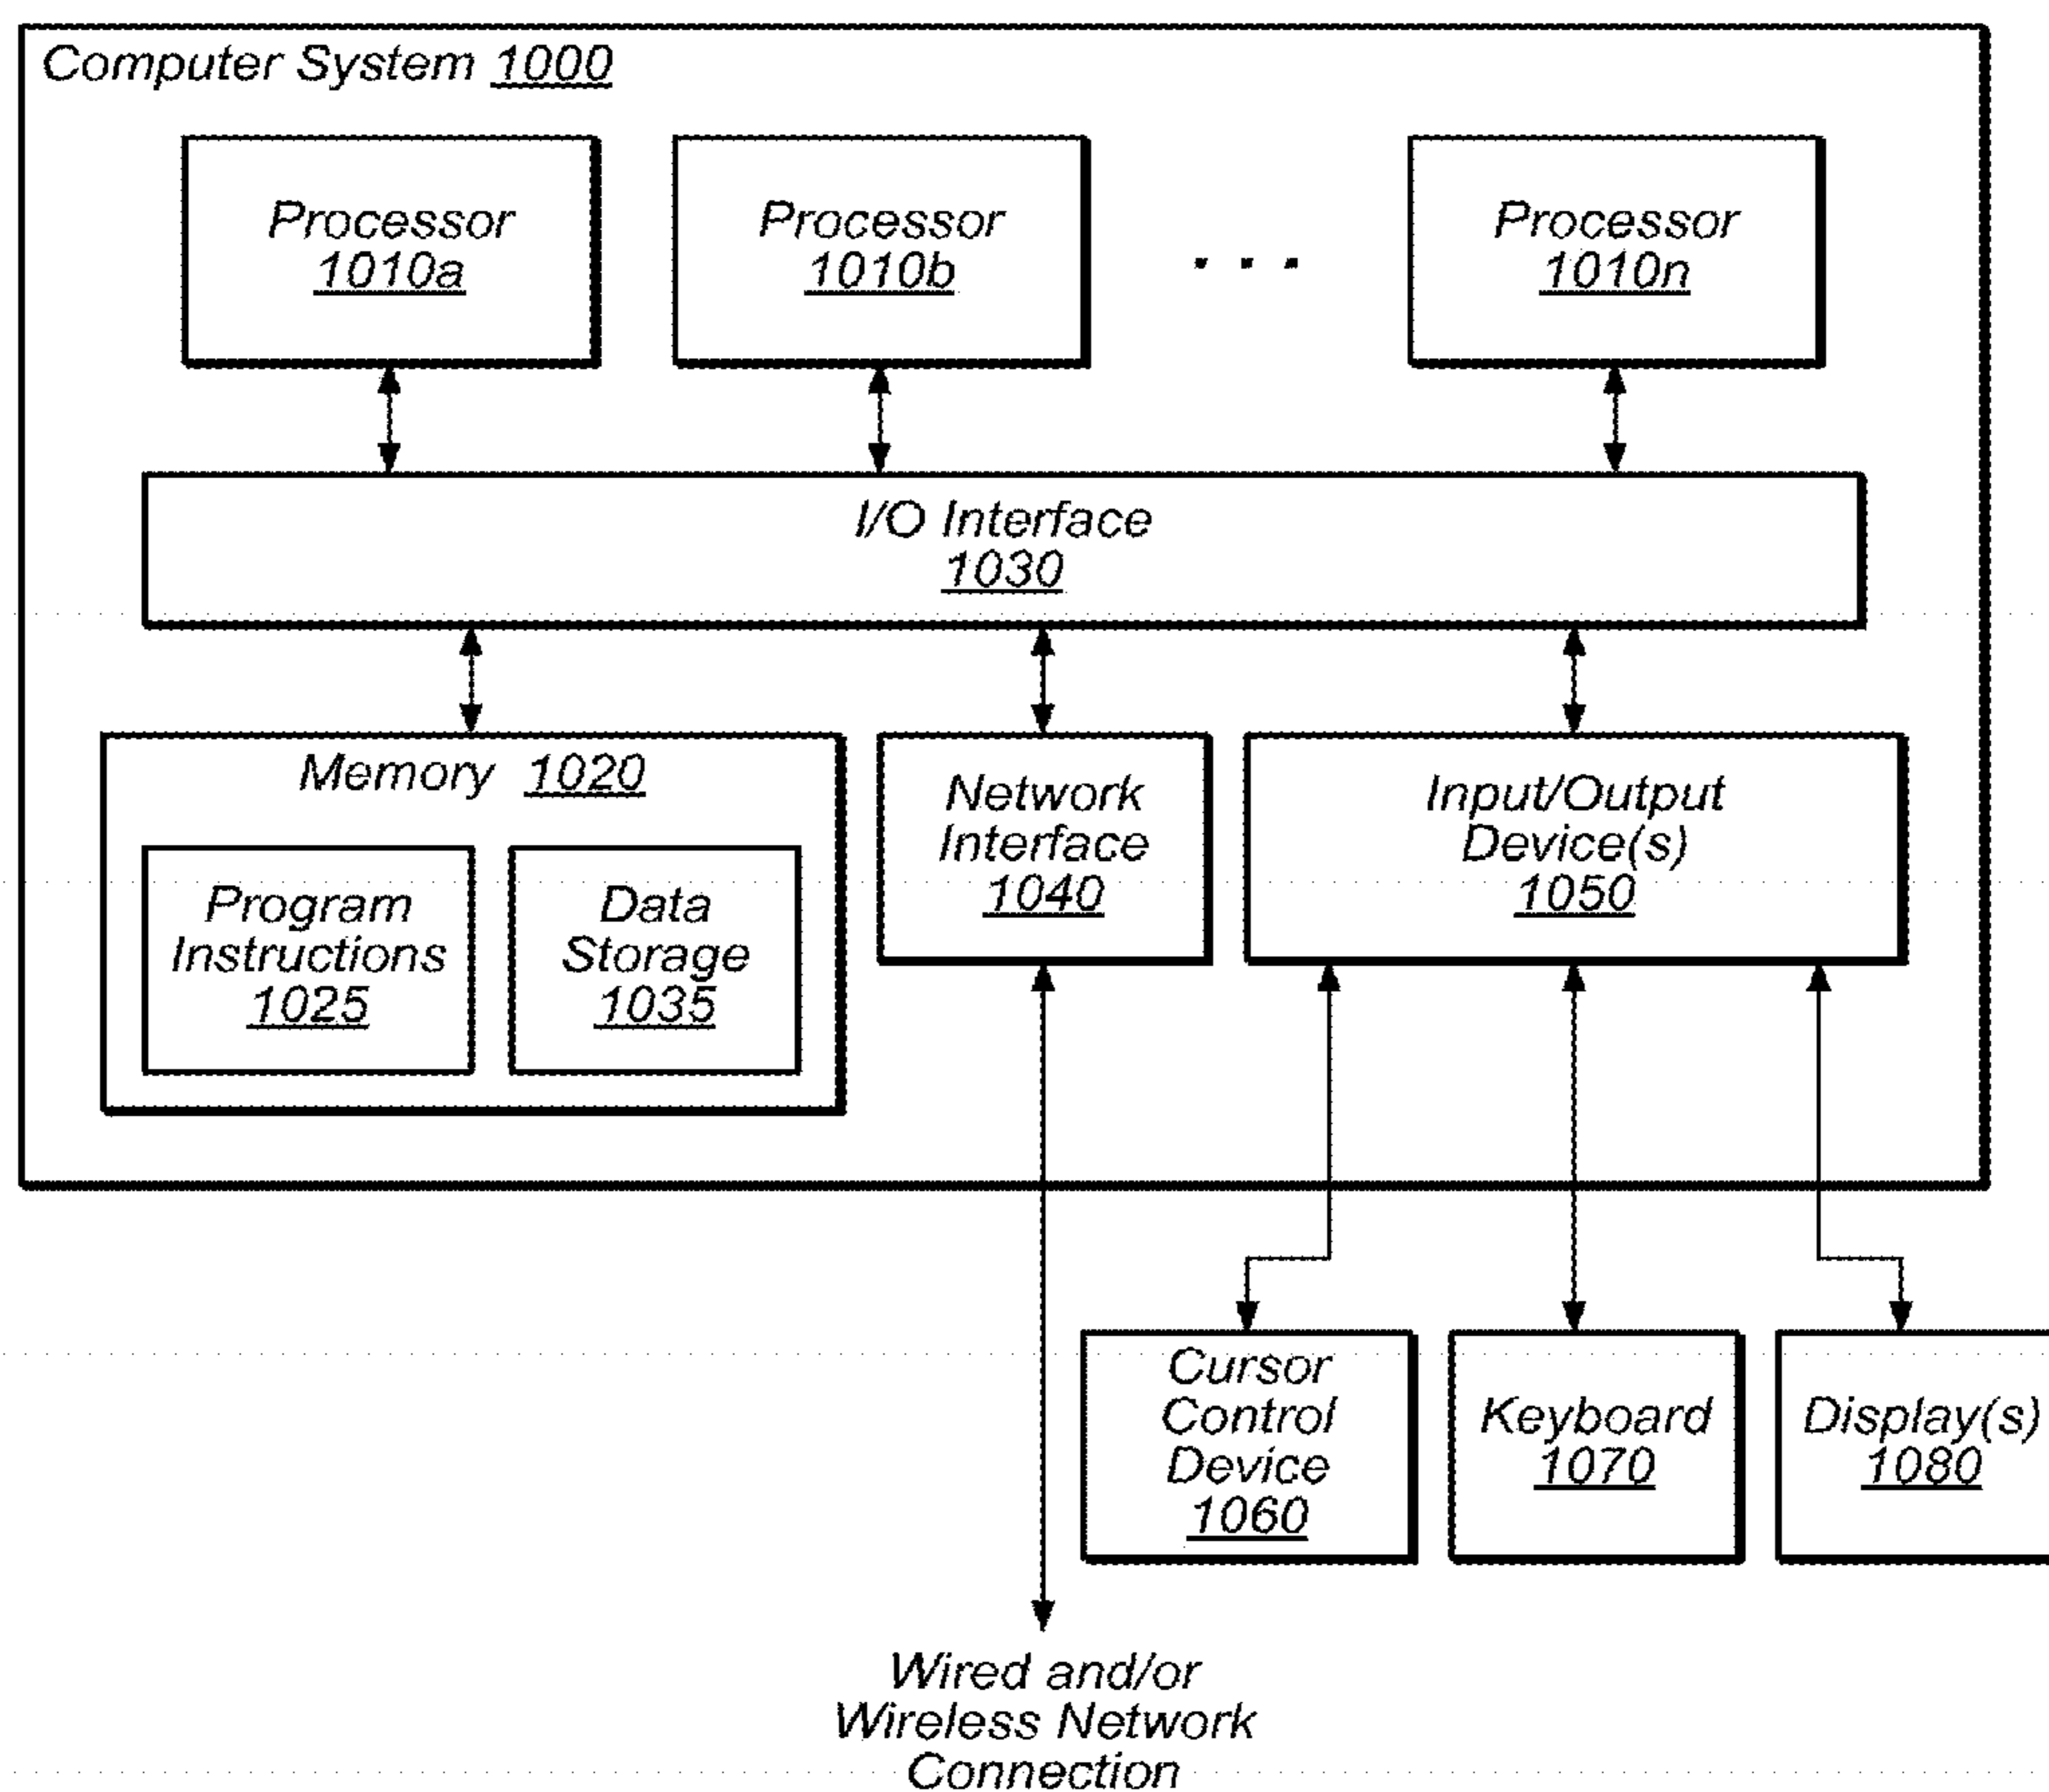 Computer System 1000
Processor
1010a
Processor
1010b
. . .
Processor
1010n
I/O Interface
1030
Memory 1020
Program
Instructions
1025
Data
Storage
1035
Network
Interface
1040
Input/Output
Device(s)
1050
Cursor
Control
Device
1060
Keyboard
1070
Display(s)
1080
Wired and/or
Wireless Network
Connection